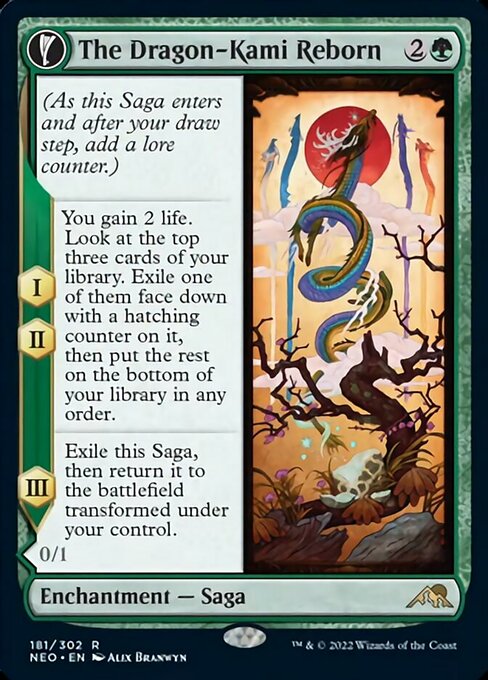 The Dragon-Kami Reborn 2
(As this Saga enters
and after your draw
step, add a lore
counter.)
You gain 2 life.
Look at the top
three cards of your
library. Exile one
of them face down
with a hatching
counter on it,
then put the rest
on the bottom of
your library in any
order.
I
II
Exile this Saga,
then return it to
the battlefield
transformed under
your control.
III
0/1
Enchantment — Saga
181/302 R
NEO • EN Alix Branwyn
™ & © 2022 Wizards of the Coast